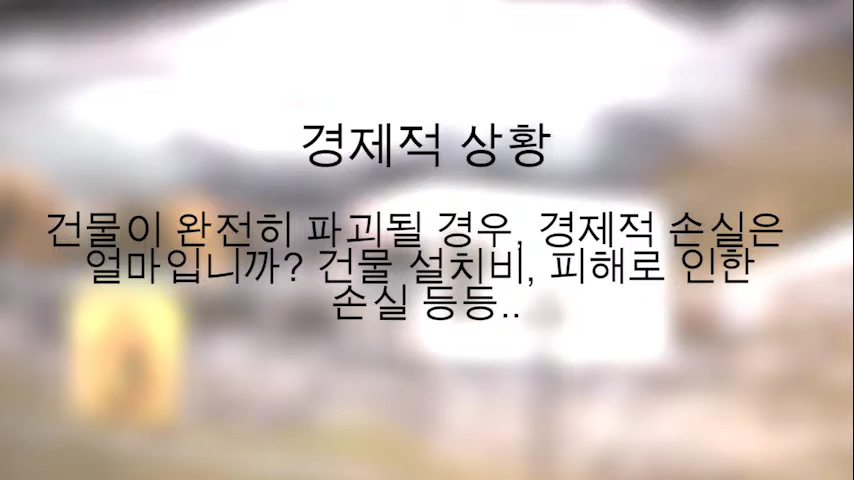 경제적 상황
건물이 완전히 파괴될 경우, 경제적 손실은
얼마입니까? 건물 설치비, 피해로 인한
손실 등등..